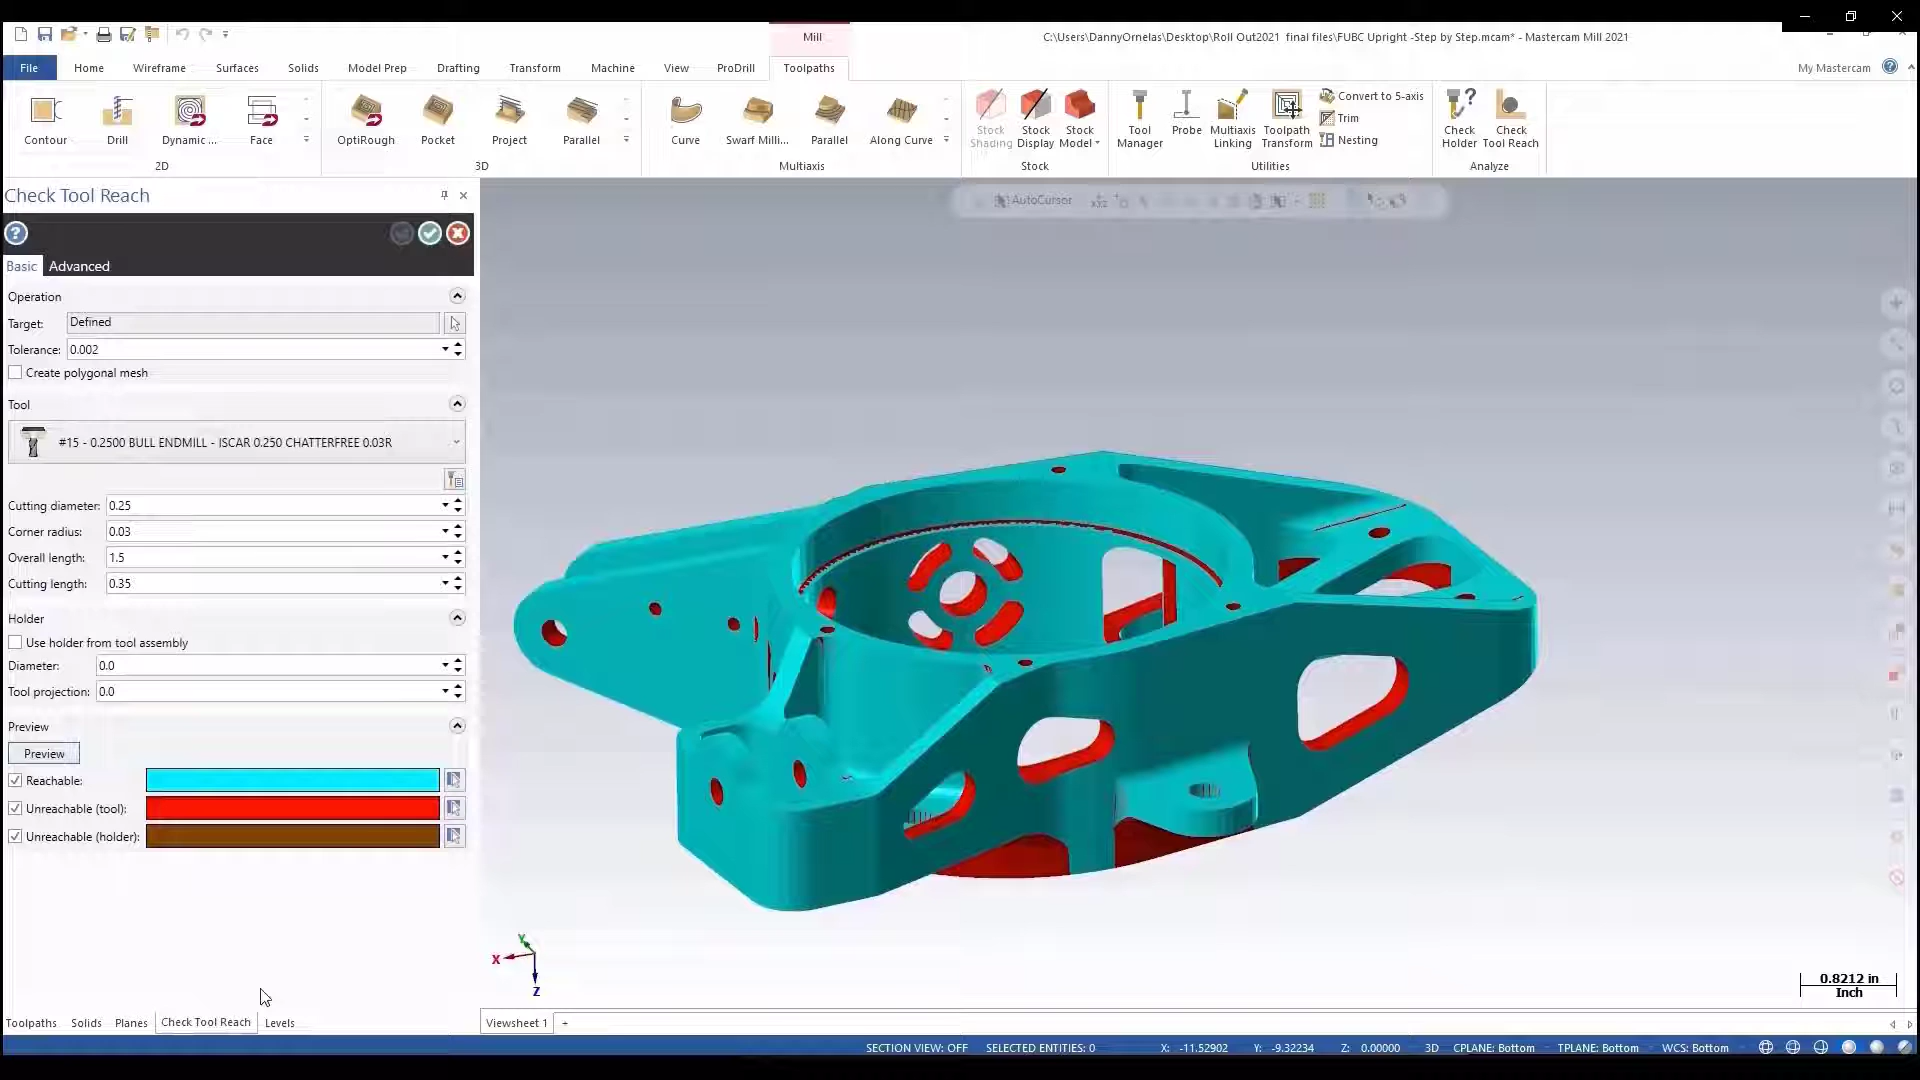 Mill
C:\Users\DannyOrnelas\Desktop\Roll Out2021 final files\FUBC Upright -Step by Step.mcam* - Mastercam Mill 2021
File Home Wireframe Surfaces Solids Model Prep Drafting Transform Machine View ProDrill Toolpaths My Mastercam
Contour Drill Dynamic ... Face OptiRough Pocket Project Parallel Curve Swarf Milli... Parallel Along Curve
Stock Shading Stock Display Stock Model Tool Manager Probe Multiaxis Linking Toolpath Transform
Convert to 5-axis
Trim
Nesting
Check Holder Check Tool Reach
2D 3D Multiaxis Stock Utilities Analyze
Check Tool Reach
AutoCursor
Basic Advanced
Operation
Target: Defined
Tolerance: 0.002
Create polygonal mesh
Tool
#15 - 0.2500 BULL ENDMILL - ISCAR 0.250 CHATTERFREE 0.03R
Cutting diameter: 0.25
Corner radius: 0.03
Overall length: 1.5
Cutting length: 0.35
Holder
Use holder from tool assembly
Diameter: 0.0
Tool projection: 0.0
Preview
Preview
Reachable:
Unreachable (tool):
Unreachable (holder):
Y
X
Z
0.8212 in
Inch
Toolpaths Solids Planes Check Tool Reach Levels
Viewsheet 1 +
SECTION VIEW: OFF SELECTED ENTITIES: 0 X: -11.52902 Y: -9.32234 Z: 0.00000 3D CPLANE: Bottom TPLANE: Bottom WCS: Bottom